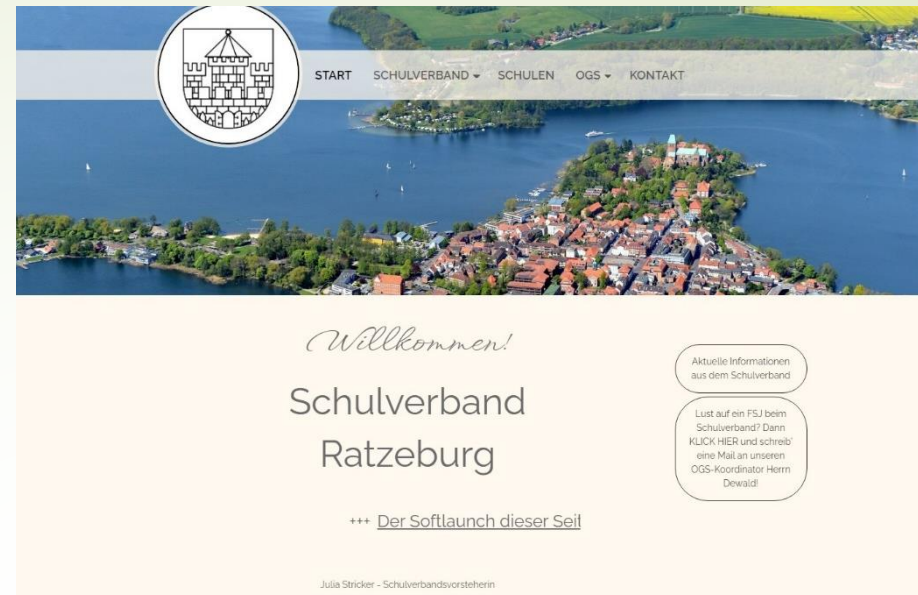 START SCHULVERBAND SCHULEN OGS KONTAKT
Willkommen!
Schulverband
Ratzeburg
+++ Der Softlaunch dieser Seit
Julia Stricker - Schulverbandsvorsteherin
Aktuelle Informationen
aus dem Schulverband
Lust auf ein FSJ beim
Schulverband? Dann
KLICK HIER und schreib'
eine Mail an unseren
OGS-Koordinator Herrn
Dewald!